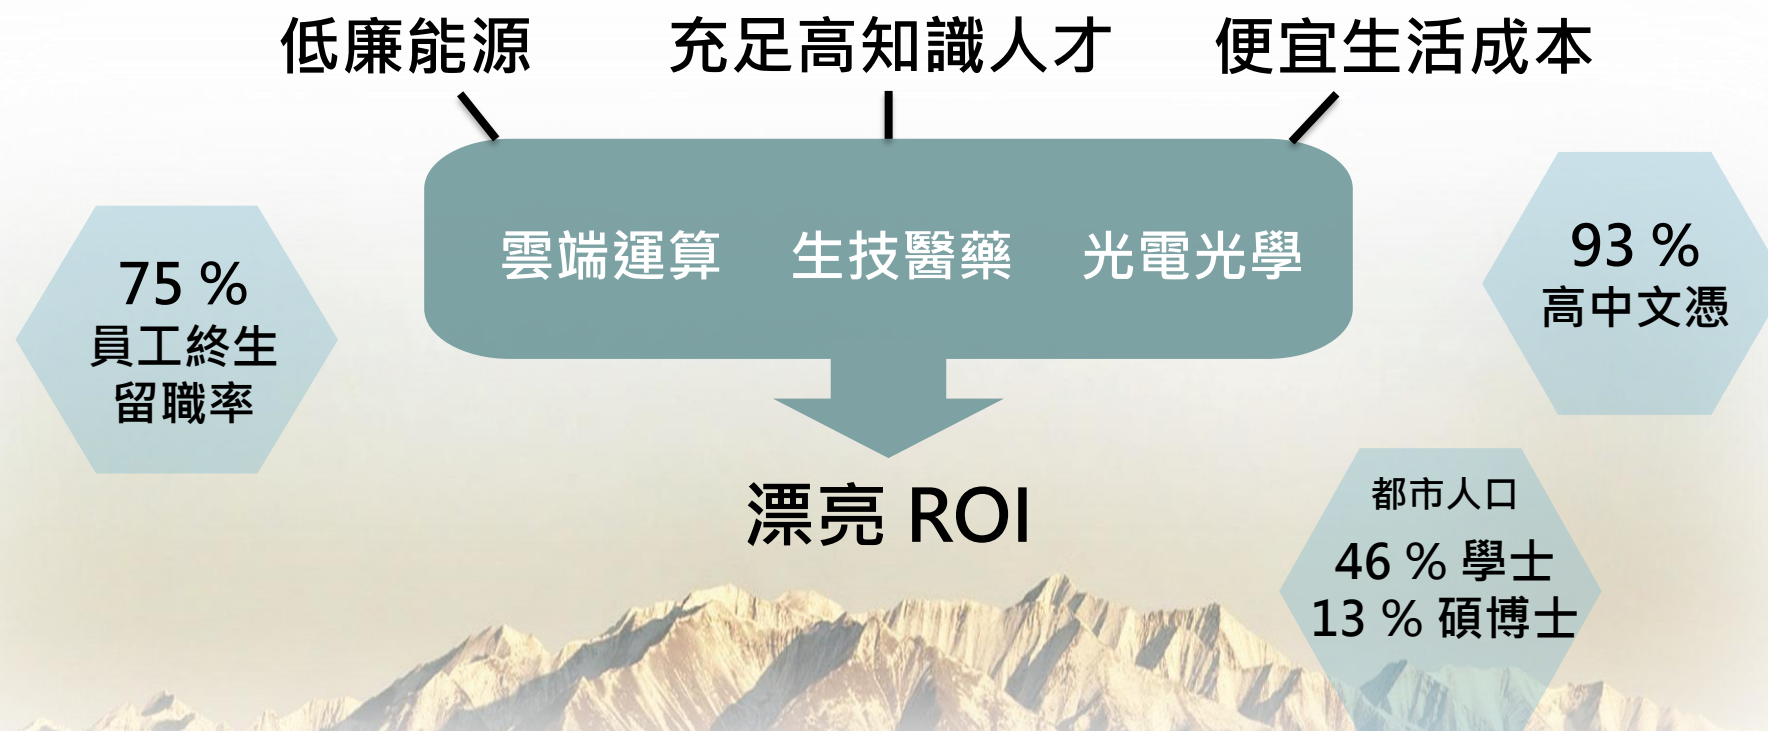 低廉能源
充足高知識人才
便宜生活成本
雲端運算
生技醫藥
光電光學
75 %
員工終生
留職率
93 %
高中文憑
漂亮 ROI
都市人口
46 % 學士
13 % 碩博士